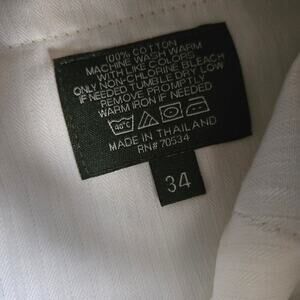 100% COTTON
MACHINE WASH WARM
WITH LIKE COLORS
ONLY NON-CHLORINE BLEACH
IF NEEDED TUMBLE DRY LOW
REMOVE PROMPTLY
WARM IRON IF NEEDED
40°C
MADE IN THAILAND
RN# 70534
34